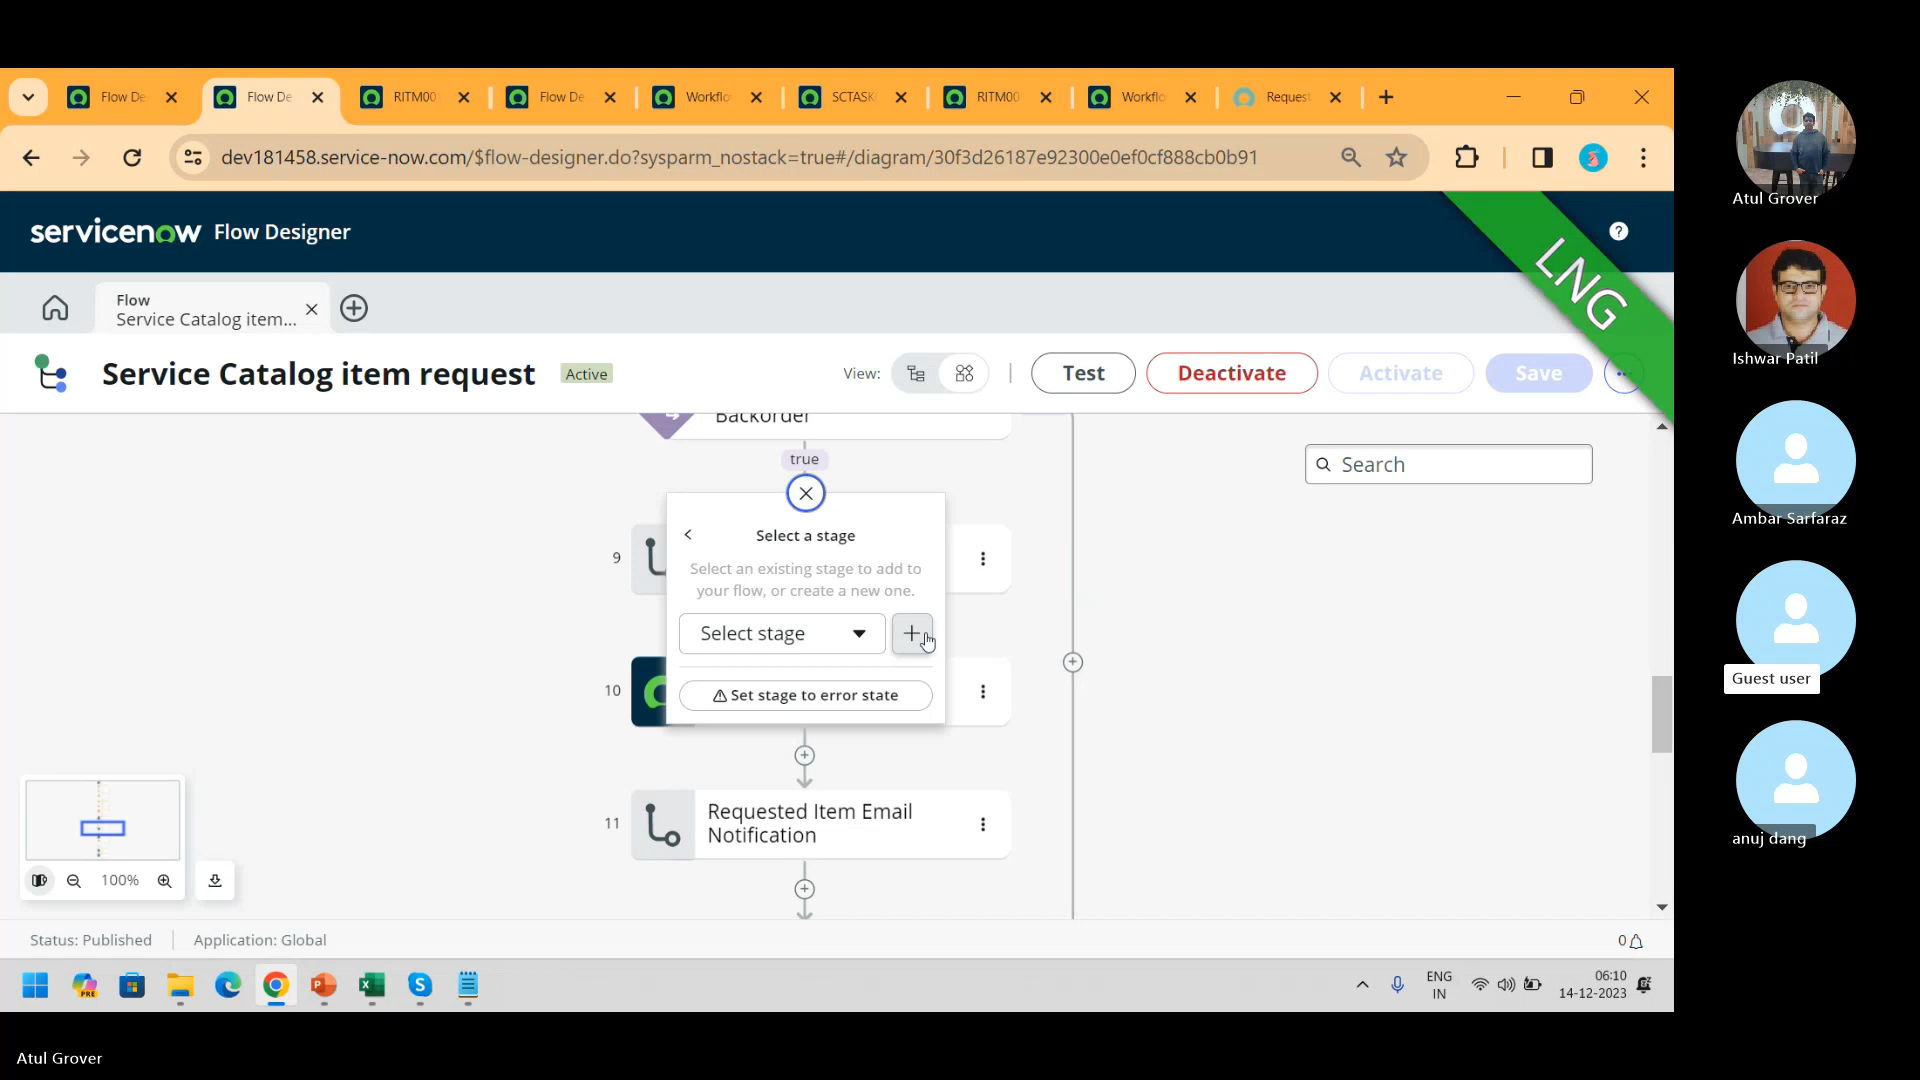 Flow De
Flow De
RITM00
Flow De
Workflo
SCTASK
RITM00
Workflo
Request
dev181458.service-now.com/$flow-designer.do?sysparm_nostack=true#/diagram/30f3d26187e92300e0ef0cf888cb0b91
servicenow Flow Designer
?
LNG
Flow
Service Catalog item...
Service Catalog item request
Active
View:
Test
Deactivate
Activate
Save
Backorder
true
Search
Select a stage
Select an existing stage to add to
your flow, or create a new one.
Select stage
Set stage to error state
9
10
11
Requested Item Email
Notification
100%
Status: Published
Application: Global
0
PRE
ENG
IN
06:10
14-12-2023
Atul Grover
Ishwar Patil
Ambar Sarfaraz
Guest user
anuj dang
Atul Grover